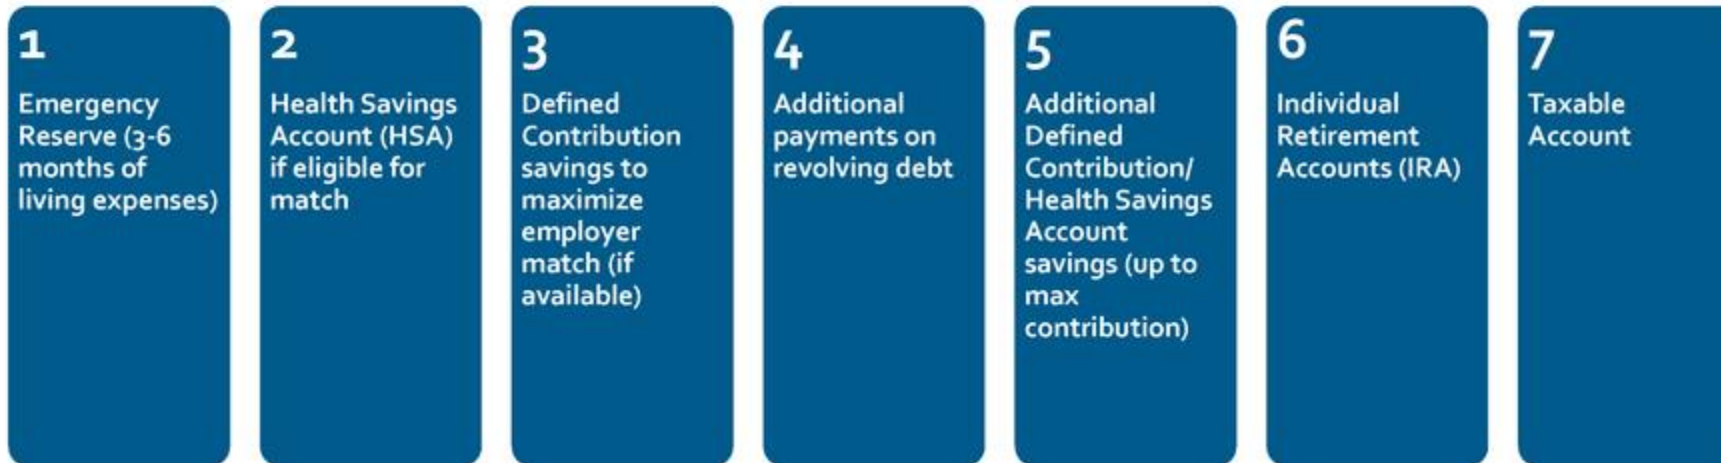 1
Emergency
Reserve (3-6
months of
living expenses)
2
Health Savings
Account (HSA)
if eligible for
match
3
Defined
Contribution
savings to
maximize
employer
match (if
available)
4
Additional
payments on
revolving debt
5
Additional
Defined
Contribution/
Health Savings
Account
savings (up to
max
contribution)
6
Individual
Retirement
Accounts (IRA)
7
Taxable
Account